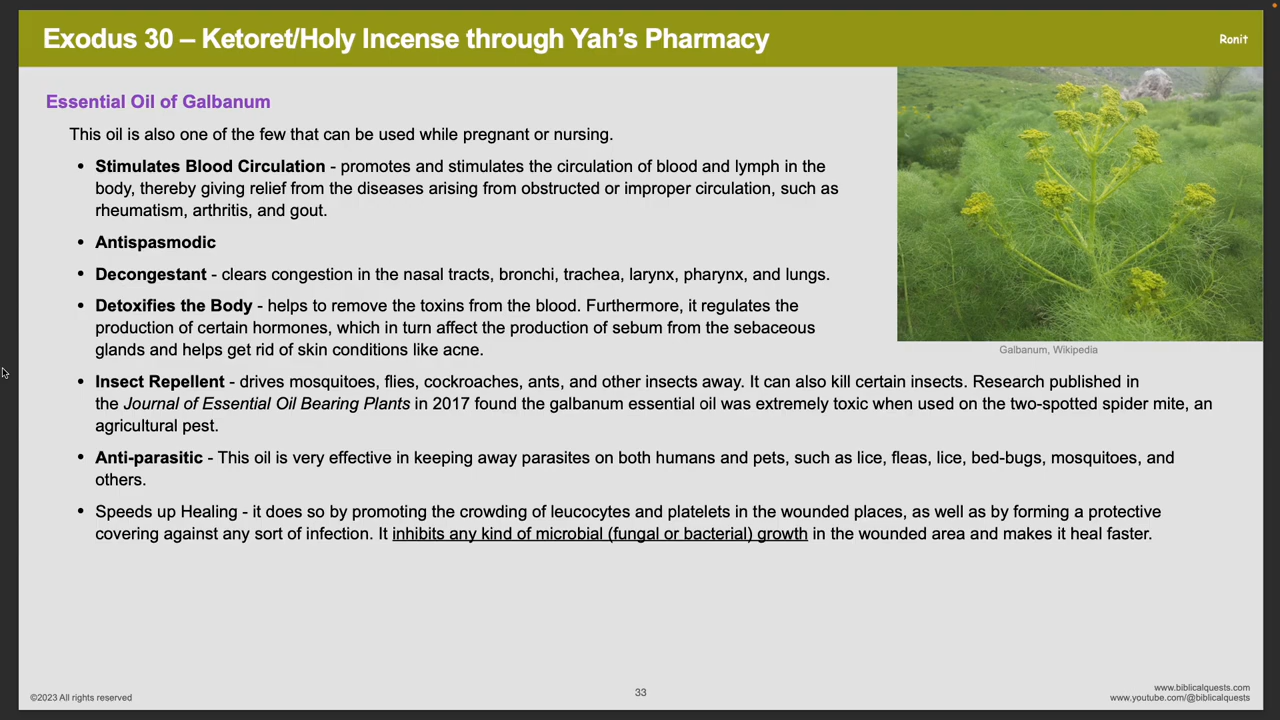 Exodus 30 – Ketoret/Holy Incense through Yah's Pharmacy
Ronit
Essential Oil of Galbanum
This oil is also one of the few that can be used while pregnant or nursing.
• Stimulates Blood Circulation - promotes and stimulates the circulation of blood and lymph in the
body, thereby giving relief from the diseases arising from obstructed or improper circulation, such as
rheumatism, arthritis, and gout.
• Antispasmodic
• Decongestant - clears congestion in the nasal tracts, bronchi, trachea, larynx, pharynx, and lungs.
• Detoxifies the Body - helps to remove the toxins from the blood. Furthermore, it regulates the
production of certain hormones, which in turn affect the production of sebum from the sebaceous
glands and helps get rid of skin conditions like acne.
Galbanum, Wikipedia
• Insect Repellent - drives mosquitoes, flies, cockroaches, ants, and other insects away. It can also kill certain insects. Research published in
the Journal of Essential Oil Bearing Plants in 2017 found the galbanum essential oil was extremely toxic when used on the two-spotted spider mite, an
agricultural pest.
• Anti-parasitic - This oil is very effective in keeping away parasites on both humans and pets, such as lice, fleas, lice, bed-bugs, mosquitoes, and
others.
• Speeds up Healing - it does so by promoting the crowding of leucocytes and platelets in the wounded places, as well as by forming a protective
covering against any sort of infection. It inhibits any kind of microbial (fungal or bacterial) growth in the wounded area and makes it heal faster.
©2023 All rights reserved
33
www.biblicalquests.com
www.youtube.com/@biblicalquests